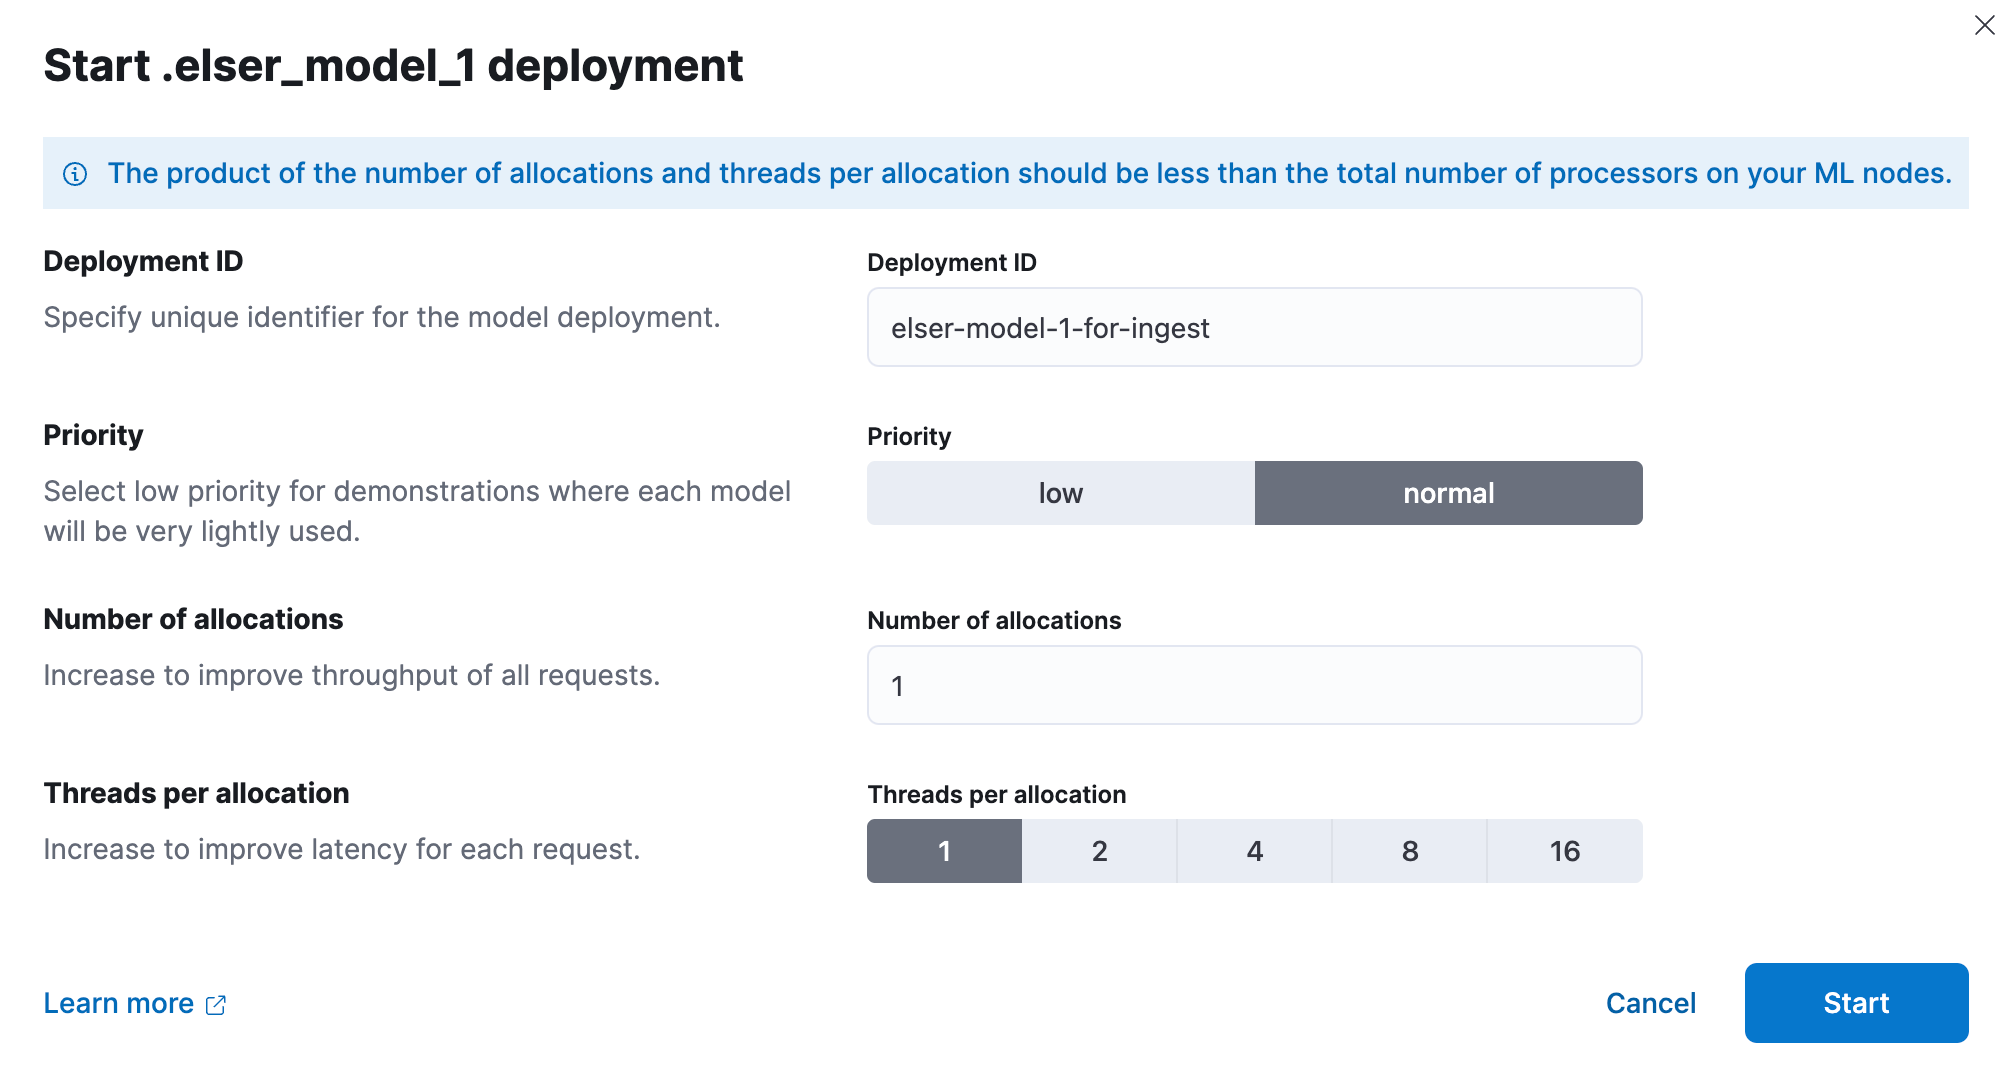 Start .elser_model_1 deployment
The product of the number of allocations and threads per allocation should be less than the total number of processors on your ML nodes.
Deployment ID
Specify unique identifier for the model deployment.
Deployment ID
elser-model-1-for-ingest
Priority
Select low priority for demonstrations where each model
will be very lightly used.
Priority
low normal
Number of allocations
Increase to improve throughput of all requests.
Number of allocations
1
Threads per allocation
Increase to improve latency for each request.
Threads per allocation
1 2 4 8 16
Learn more
Cancel Start